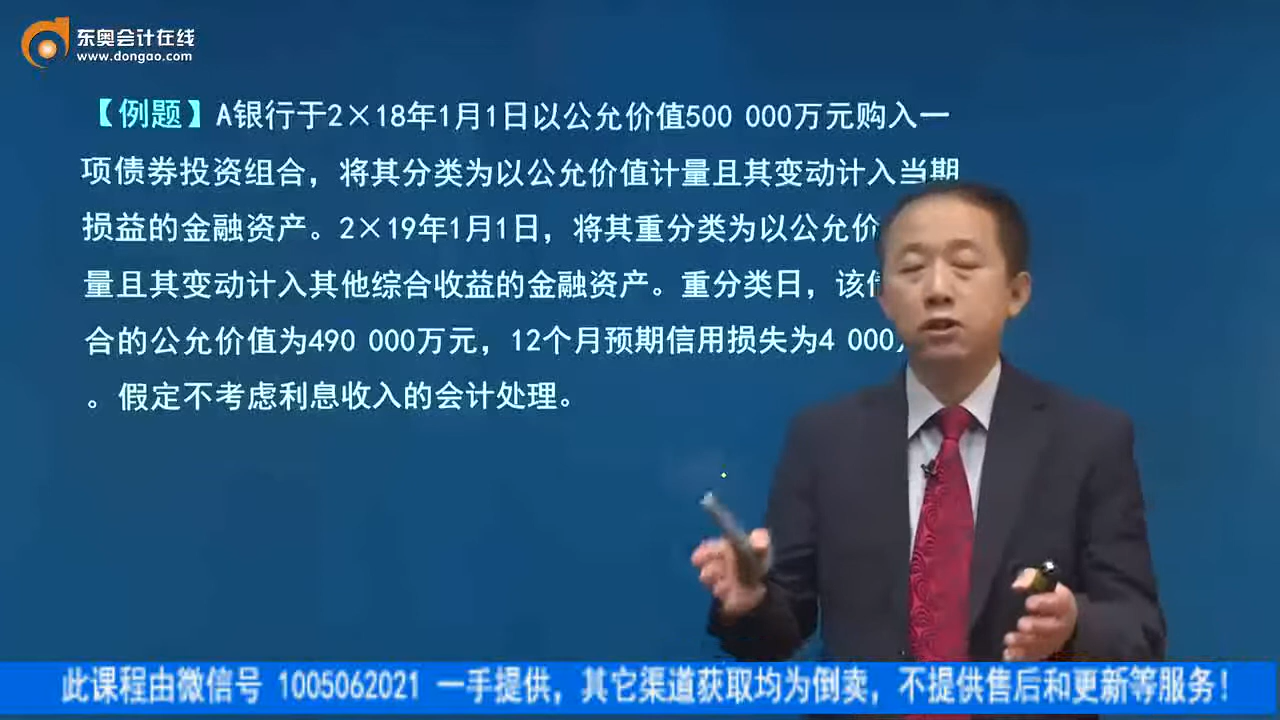 东奥会计在线
www.dongao.com
【例题】A银行于2×18年1月1日以公允价值500 000万元购入一
项债券投资组合，将其分类为以公允价值计量且其变动计入当期
损益的金融资产。2×19年1月1日，将其重分类为以公允价
量且其变动计入其他综合收益的金融资产。重分类日，该
合的公允价值为490 000万元，12个月预期信用损失为4 000
。假定不考虑利息收入的会计处理。
此课程由微信号 1005062021 一手提供，其它渠道获取均为倒卖，不提供售后和更新等服务！